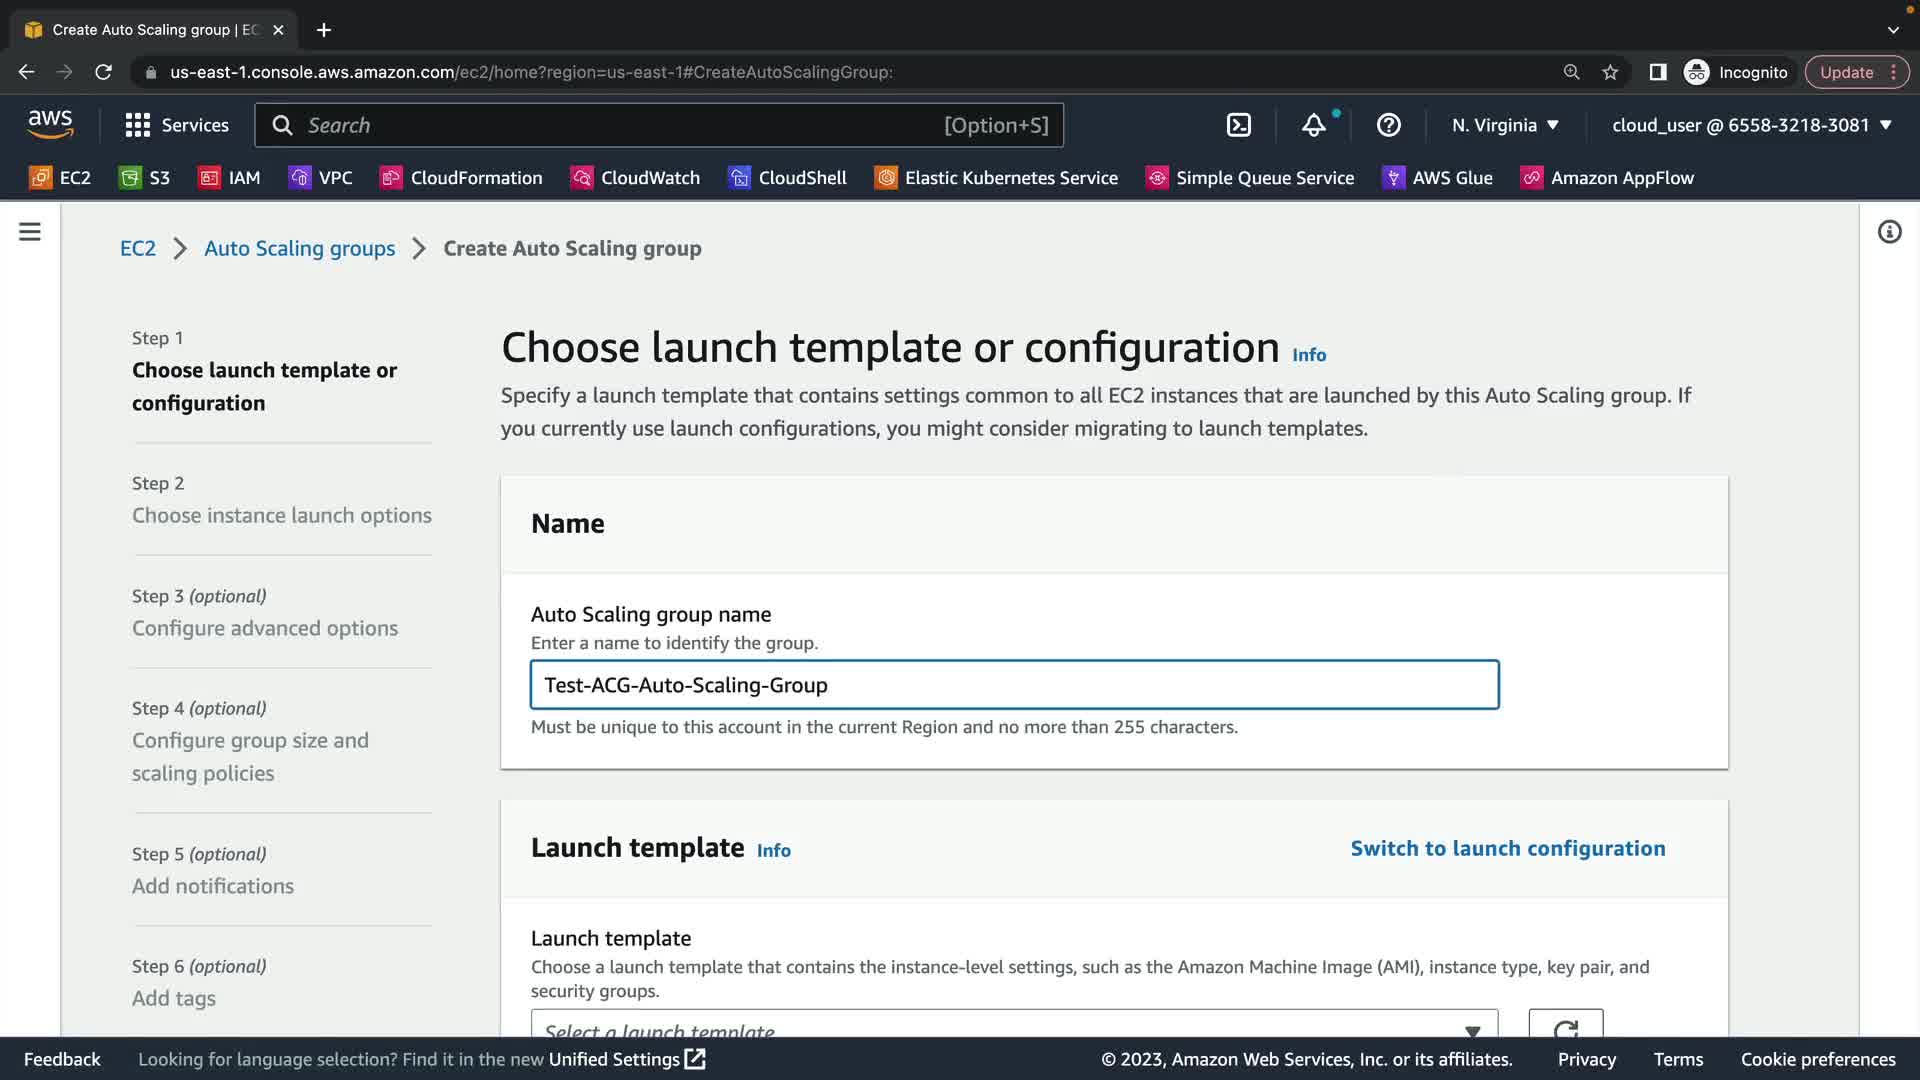 Create Auto Scaling group | EC
us-east-1.console.aws.amazon.com/ec2/home?region=us-east-1#CreateAutoScalingGroup:
Incognito
Update
aws
Services
Search
[Option+S]
N. Virginia
cloud_user @ 6558-3218-3081
EC2
S3
IAM
VPC
CloudFormation
CloudWatch
CloudShell
Elastic Kubernetes Service
Simple Queue Service
AWS Glue
Amazon AppFlow
EC2 > Auto Scaling groups > Create Auto Scaling group
Step 1
Choose launch template or
configuration
Step 2
Choose instance launch options
Step 3 (optional)
Configure advanced options
Step 4 (optional)
Configure group size and
scaling policies
Step 5 (optional)
Add notifications
Step 6 (optional)
Add tags
Choose launch template or configuration Info
Specify a launch template that contains settings common to all EC2 instances that are launched by this Auto Scaling group. If
you currently use launch configurations, you might consider migrating to launch templates.
Name
Auto Scaling group name
Enter a name to identify the group.
Test-ACG-Auto-Scaling-Group
Must be unique to this account in the current Region and no more than 255 characters.
Launch template Info
Switch to launch configuration
Launch template
Choose a launch template that contains the instance-level settings, such as the Amazon Machine Image (AMI), instance type, key pair, and
security groups.
Select a launch template
Feedback
Looking for language selection? Find it in the new Unified Settings
© 2023, Amazon Web Services, Inc. or its affiliates.
Privacy
Terms
Cookie preferences